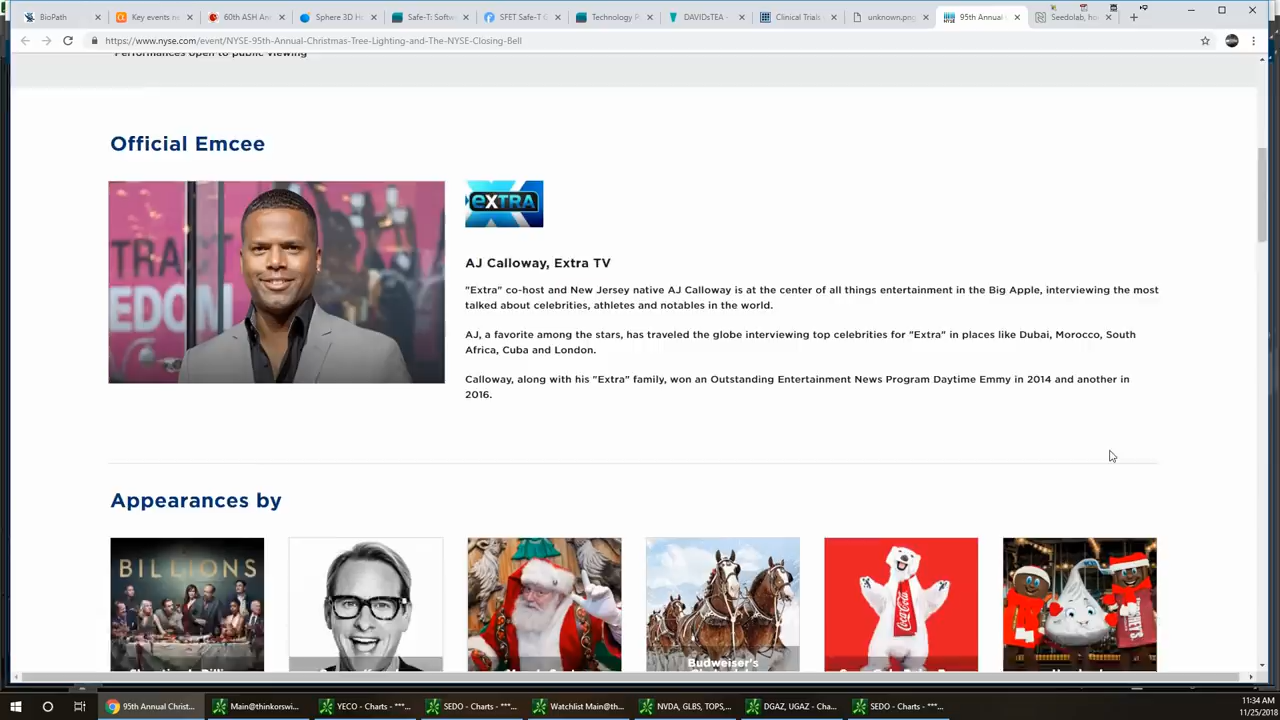 BioPath
Key events n
60th ASH Ann
Sphere 3D Ho
Safe-T: Softw
SFET Safe-T G
Technology P
DAVIDsTEA -
Clinical Trials
unknown.png
95th Annual
Seedolab, ho
https://www.nyse.com/event/NYSE-95th-Annual-Christmas-Tree-Lighting-and-The-NYSE-Closing-Bell
Performances open to public viewing
Official Emcee
eXTRA
AJ Calloway, Extra TV
"Extra" co-host and New Jersey native AJ Calloway is at the center of all things entertainment in the Big Apple, interviewing the most
talked about celebrities, athletes and notables in the world.
AJ, a favorite among the stars, has traveled the globe interviewing top celebrities for "Extra" in places like Dubai, Morocco, South
Africa, Cuba and London.
Calloway, along with his "Extra" family, won an Outstanding Entertainment News Program Daytime Emmy in 2014 and another in
2016.
Appearances by
BILLIONS
Budweiser's
Coca-Cola
HERSHEY'S
95th Annual Christ...
Main@thinkorswi...
YECO - Charts - ***...
SEDO - Charts - ***...
Watchlist Main@th...
NVDA, GLBS, TOPS,...
DGAZ, UGAZ - Cha...
SEDO - Charts - ***...
11:34 AM
11/25/2018